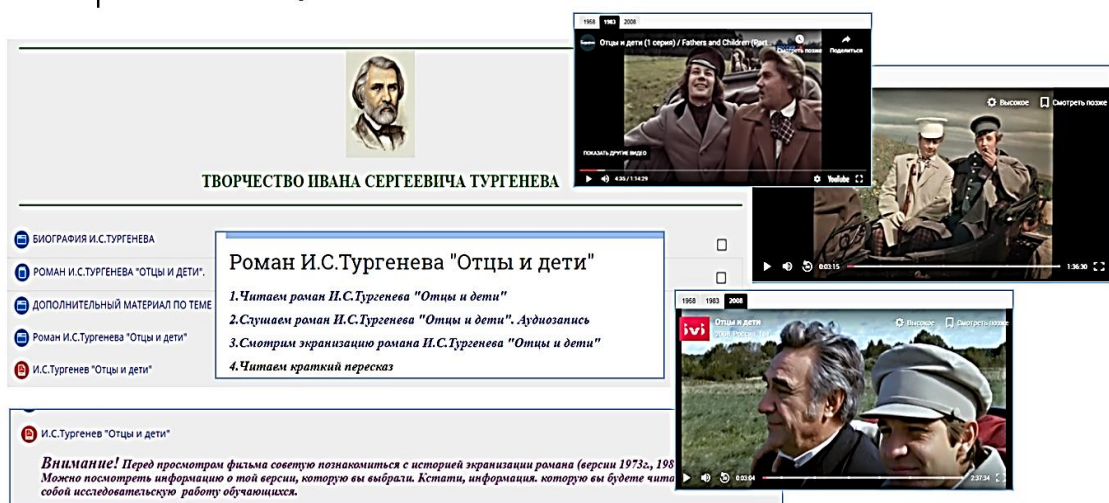 1958 1983 2008
Отцы и дети (1 серия) / Fathers and Children (Part...
Смотреть позже Поделиться
ПОКАЗАТЬ ДРУГИЕ ВИДЕО
4:35 / 1:14:29
YouTube
Высокое Смотреть позже
0:03:15
1:36:30
ТВОРЧЕСТВО ИВАНА СЕРГЕЕВИЧА ТУРГЕНЕВА
БИОГРАФИЯ И.С.ТУРГЕНЕВА
РОМАН И.С.ТУРГЕНЕВА "ОТЦЫ И ДЕТИ".
ДОПОЛНИТЕЛЬНЫЙ МАТЕРИАЛ ПО ТЕМЕ
Роман И.С.Тургенева "Отцы и дети"
И.С.Тургенев "Отцы и дети"
Роман И.С.Тургенева "Отцы и дети"
1.Читаем роман И.С.Тургенева "Отцы и дети"
2.Слушаем роман И.С.Тургенева "Отцы и дети". Аудиозапись
3.Смотрим экранизацию романа И.С.Тургенева "Отцы и дети"
4.Читаем краткий пересказ
1958 1983 2008
ivi
Отцы и дети
2008, Россия
Высокое Смотреть позже
0:03:04
2:37:34
И.С.Тургенев "Отцы и дети"
Внимание! Перед просмотром фильма советую познакомиться с историей экранизации романа (версии 1973г., 198
Можно посмотреть информацию о той версии, которую вы выбрали. Кстати, информация. которую вы будете чита
собой исследовательскую работу обучающихся.